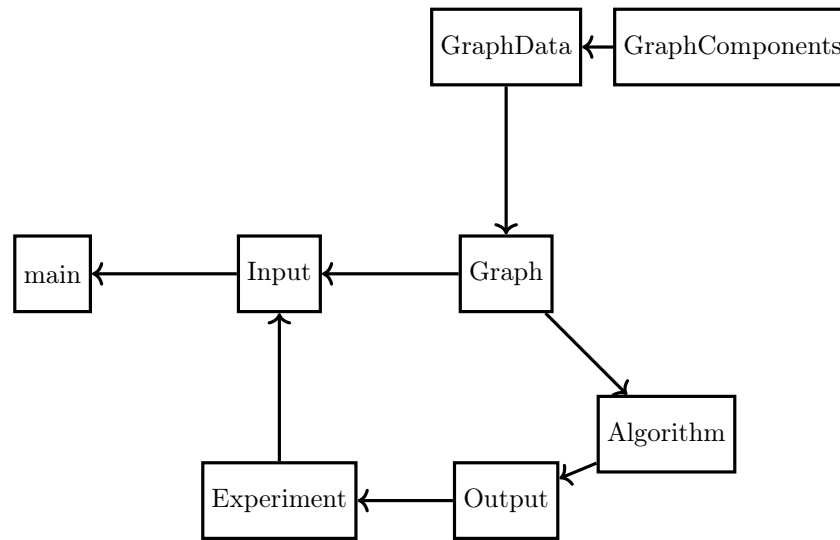 GraphData
GraphComponents
main
Input
Graph
Algorithm
Experiment
Output